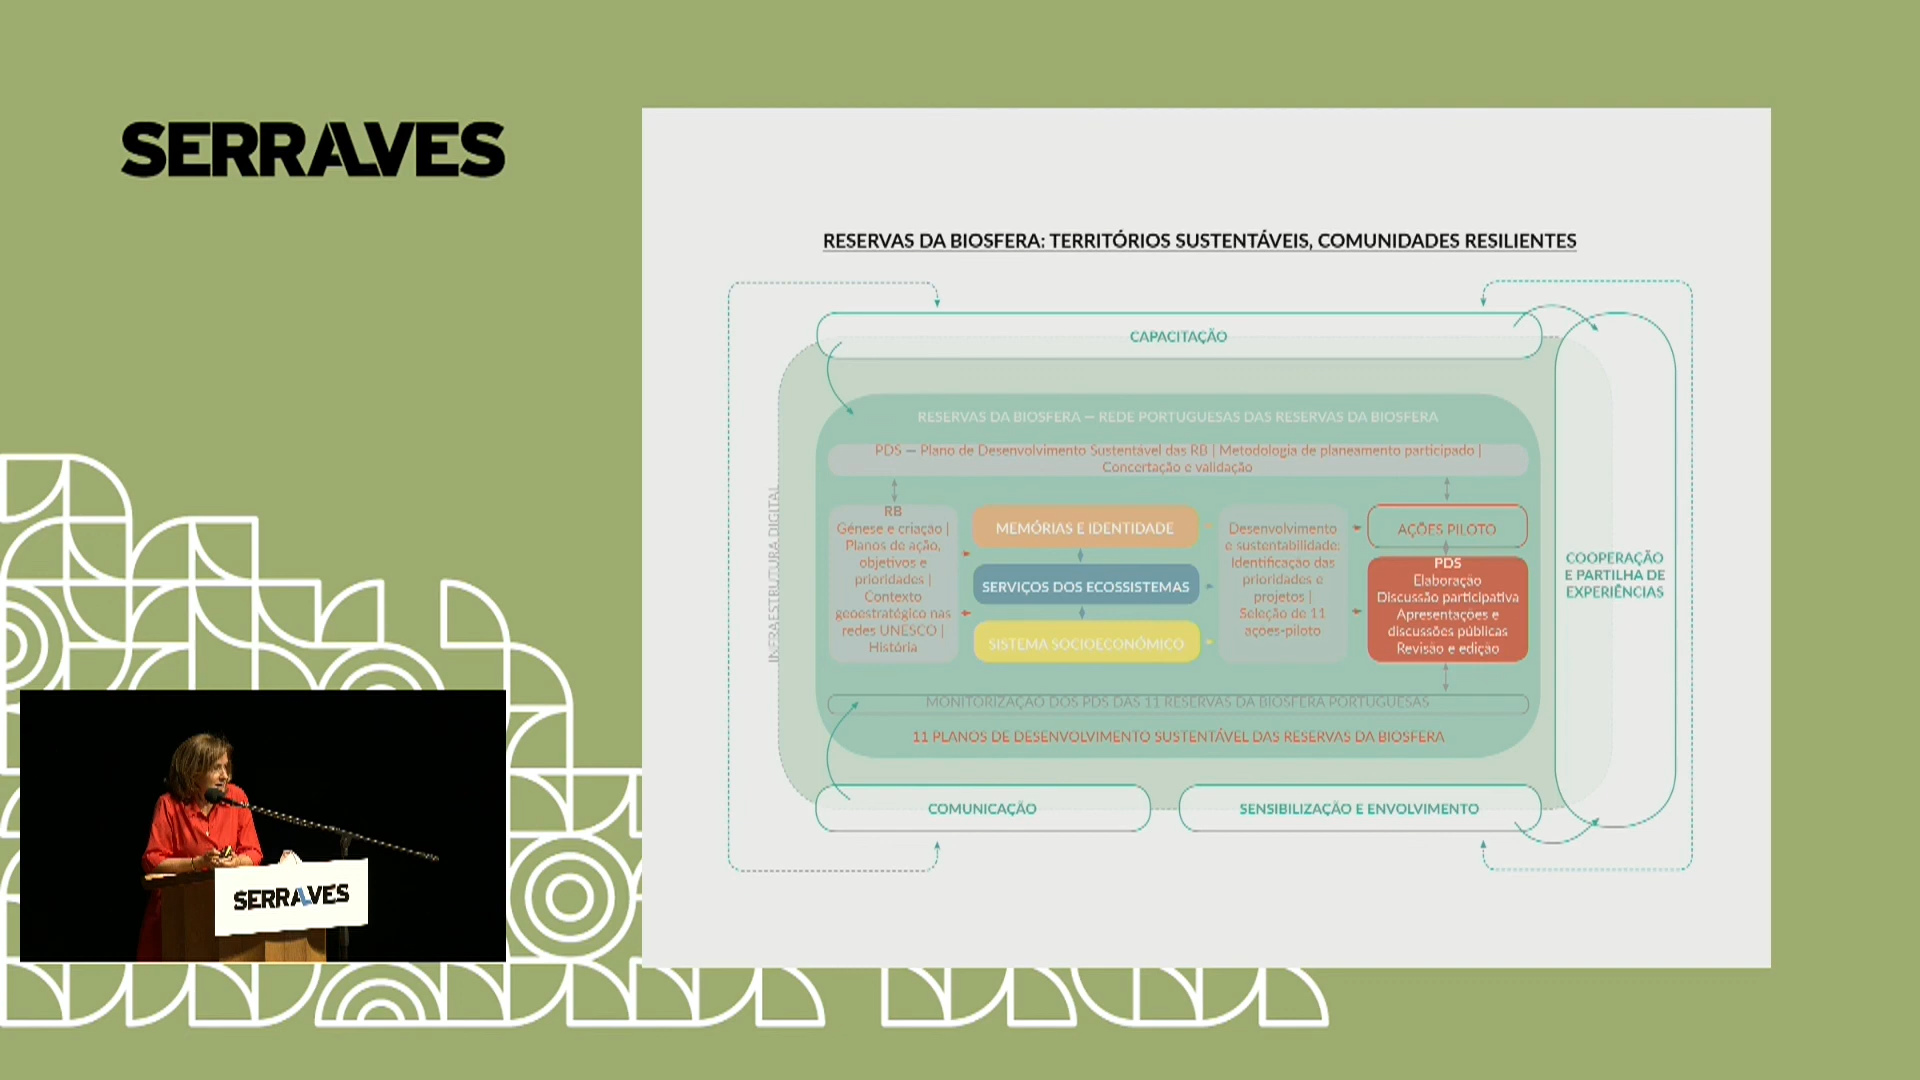 SERRALVES
RESERVAS DA BIOSFERA: TERRITÓRIOS SUSTENTÁVEIS, COMUNIDADES RESILIENTES
CAPACITAÇÃO
RESERVAS DA BIOSFERA — REDE PORTUGUESAS DAS RESERVAS DA BIOSFERA
PDS — Plano de Desenvolvimento Sustentável das RB | Metodologia de planeamento participado |
Concertação e validação
INFRAESTRUTURA DIGITAL
RB
Génese e criação |
Planos de ação,
objetivos e
prioridades |
Contexto
geoestratégico nas
redes UNESCO |
História
MEMÓRIAS E IDENTIDADE
SERVIÇOS DOS ECOSSISTEMAS
SISTEMA SOCIOECONÓMICO
Desenvolvimento
e sustentabilidade:
Identificação das
prioridades e
projetos |
Seleção de 11
ações-piloto
AÇÕES PILOTO
PDS
Elaboração
Discussão participativa
Apresentações e
discussões públicas
Revisão e edição
COOPERAÇÃO
E PARTILHA DE
EXPERIÊNCIAS
MONITORIZAÇÃO DOS PDS DAS 11 RESERVAS DA BIOSFERA PORTUGUESAS
11 PLANOS DE DESENVOLVIMENTO SUSTENTÁVEL DAS RESERVAS DA BIOSFERA
COMUNICAÇÃO
SENSIBILIZAÇÃO E ENVOLVIMENTO
SERRALVES